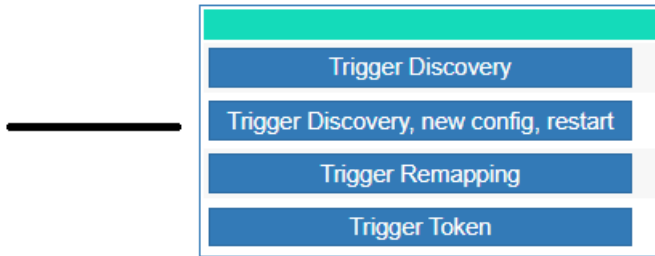 Trigger Discovery
Trigger Discovery, new config, restart
Trigger Remapping
Trigger Token